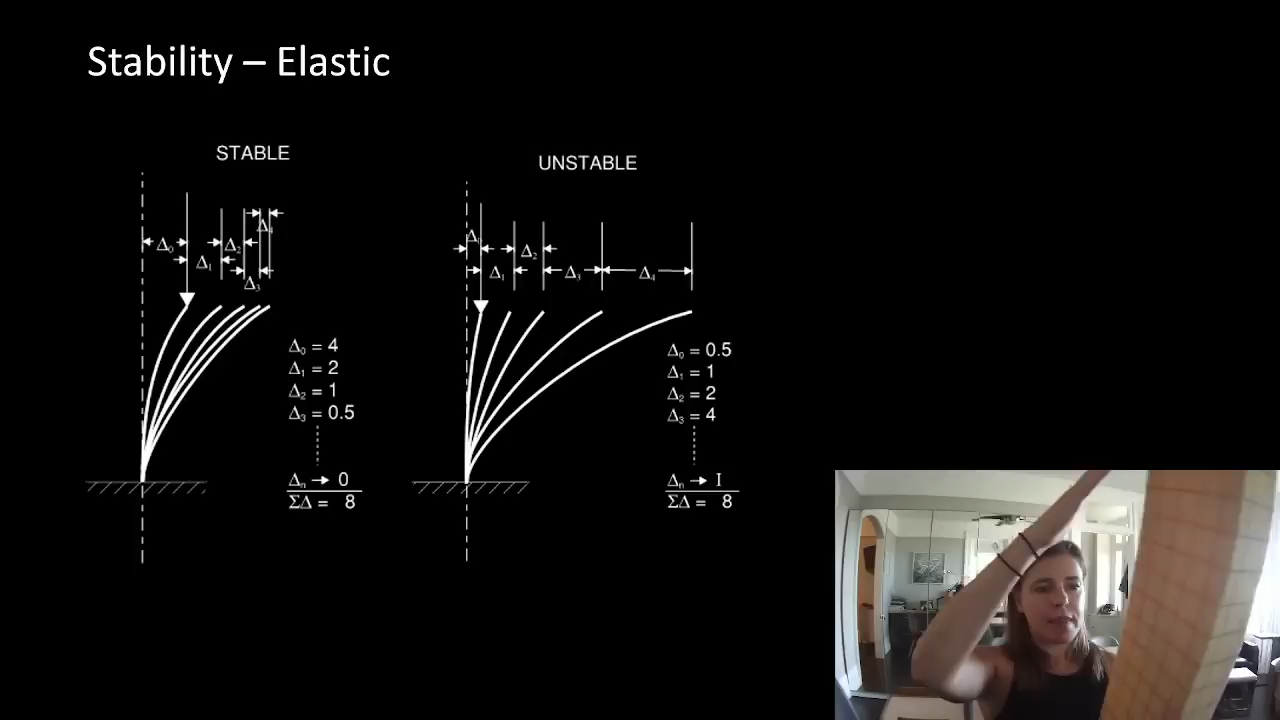 Stability – Elastic
STABLE
Δ₀
Δ₁
Δ₂
Δ₃
Δ₄
Δ₀ = 4
Δ₁ = 2
Δ₂ = 1
Δ₃ = 0.5
Δₙ → 0
ΣΔ = 8
UNSTABLE
Δ₁
Δ₂
Δ₃
Δ₄
Δ₀ = 0.5
Δ₁ = 1
Δ₂ = 2
Δ₃ = 4
Δₙ → I
ΣΔ = 8